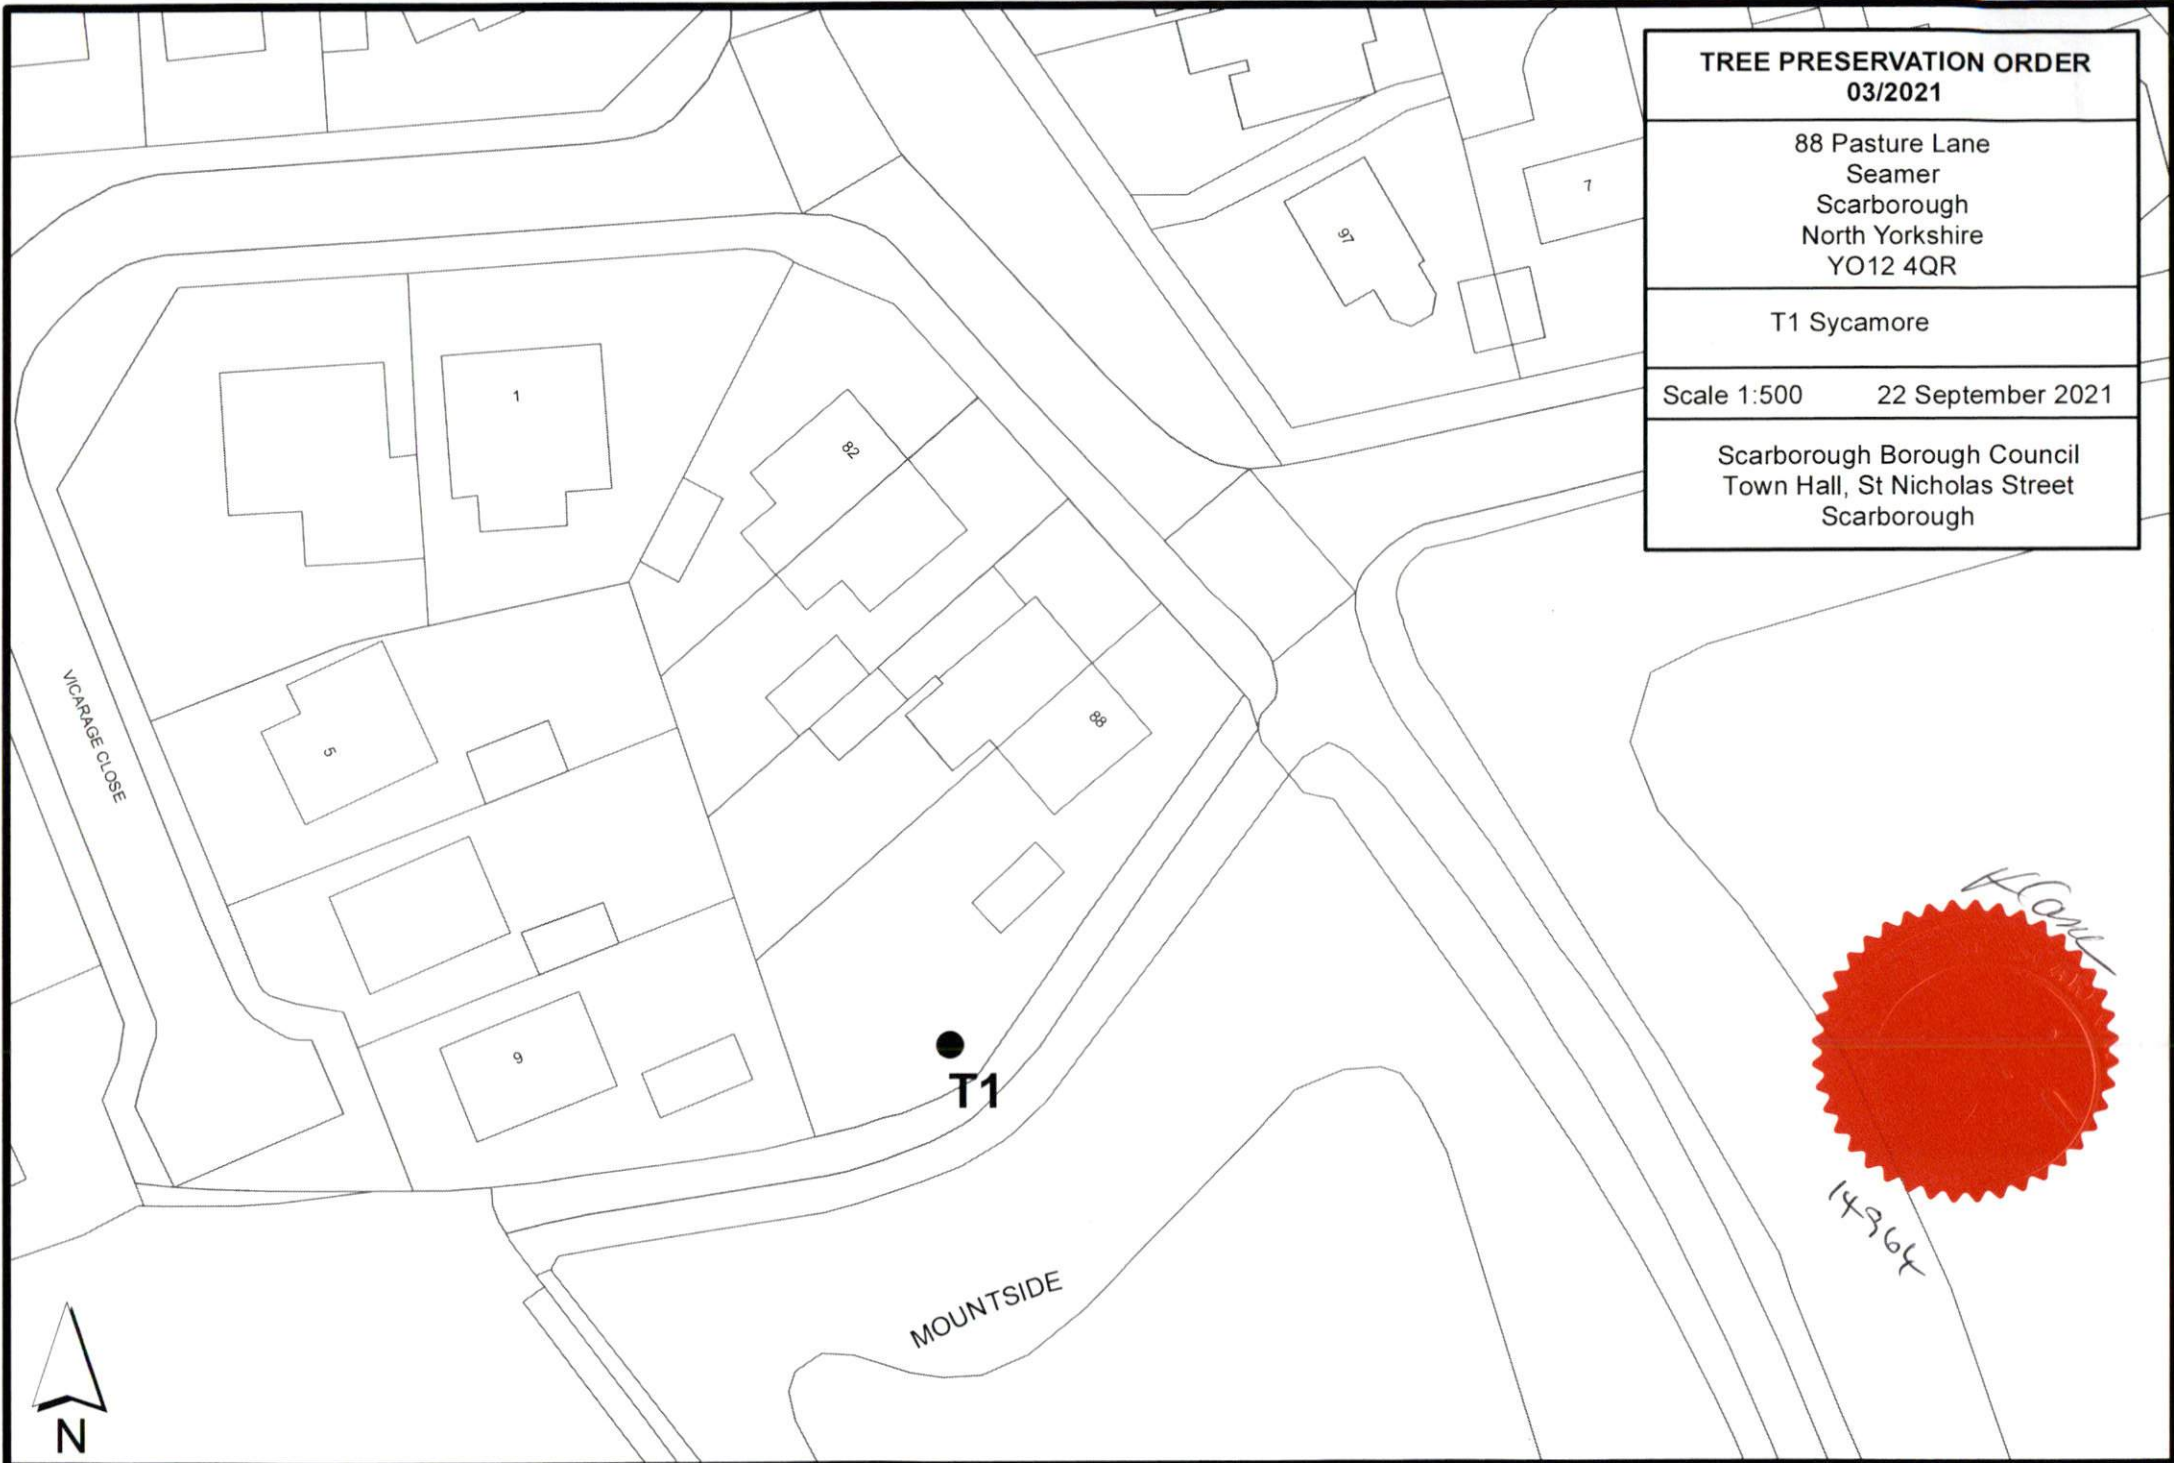 TREE PRESERVATION ORDER
03/2021
88 Pasture Lane
Seamer
Scarborough
North Yorkshire
YO12 4QR
T1 Sycamore
Scale 1:500 22 September 2021
Scarborough Borough Council
Town Hall, St Nicholas Street
Scarborough
7
97
1
82
88
5
VICARAGE CLOSE
9
T1
MOUNTSIDE
N
14364